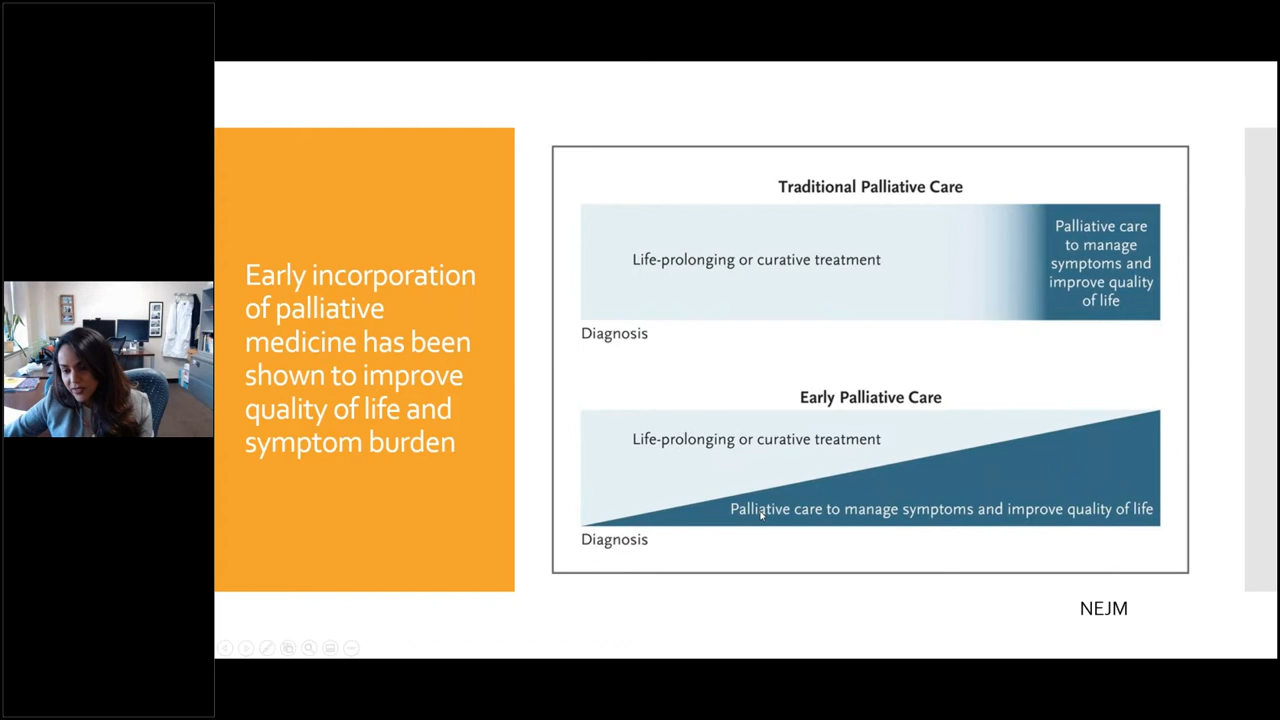 Early incorporation
of palliative
medicine has been
shown to improve
quality of life and
symptom burden
Traditional Palliative Care
Life-prolonging or curative treatment
Palliative care
to manage
symptoms and
improve quality
of life
Diagnosis
Early Palliative Care
Life-prolonging or curative treatment
Palliative care to manage symptoms and improve quality of life
Diagnosis
NEJM